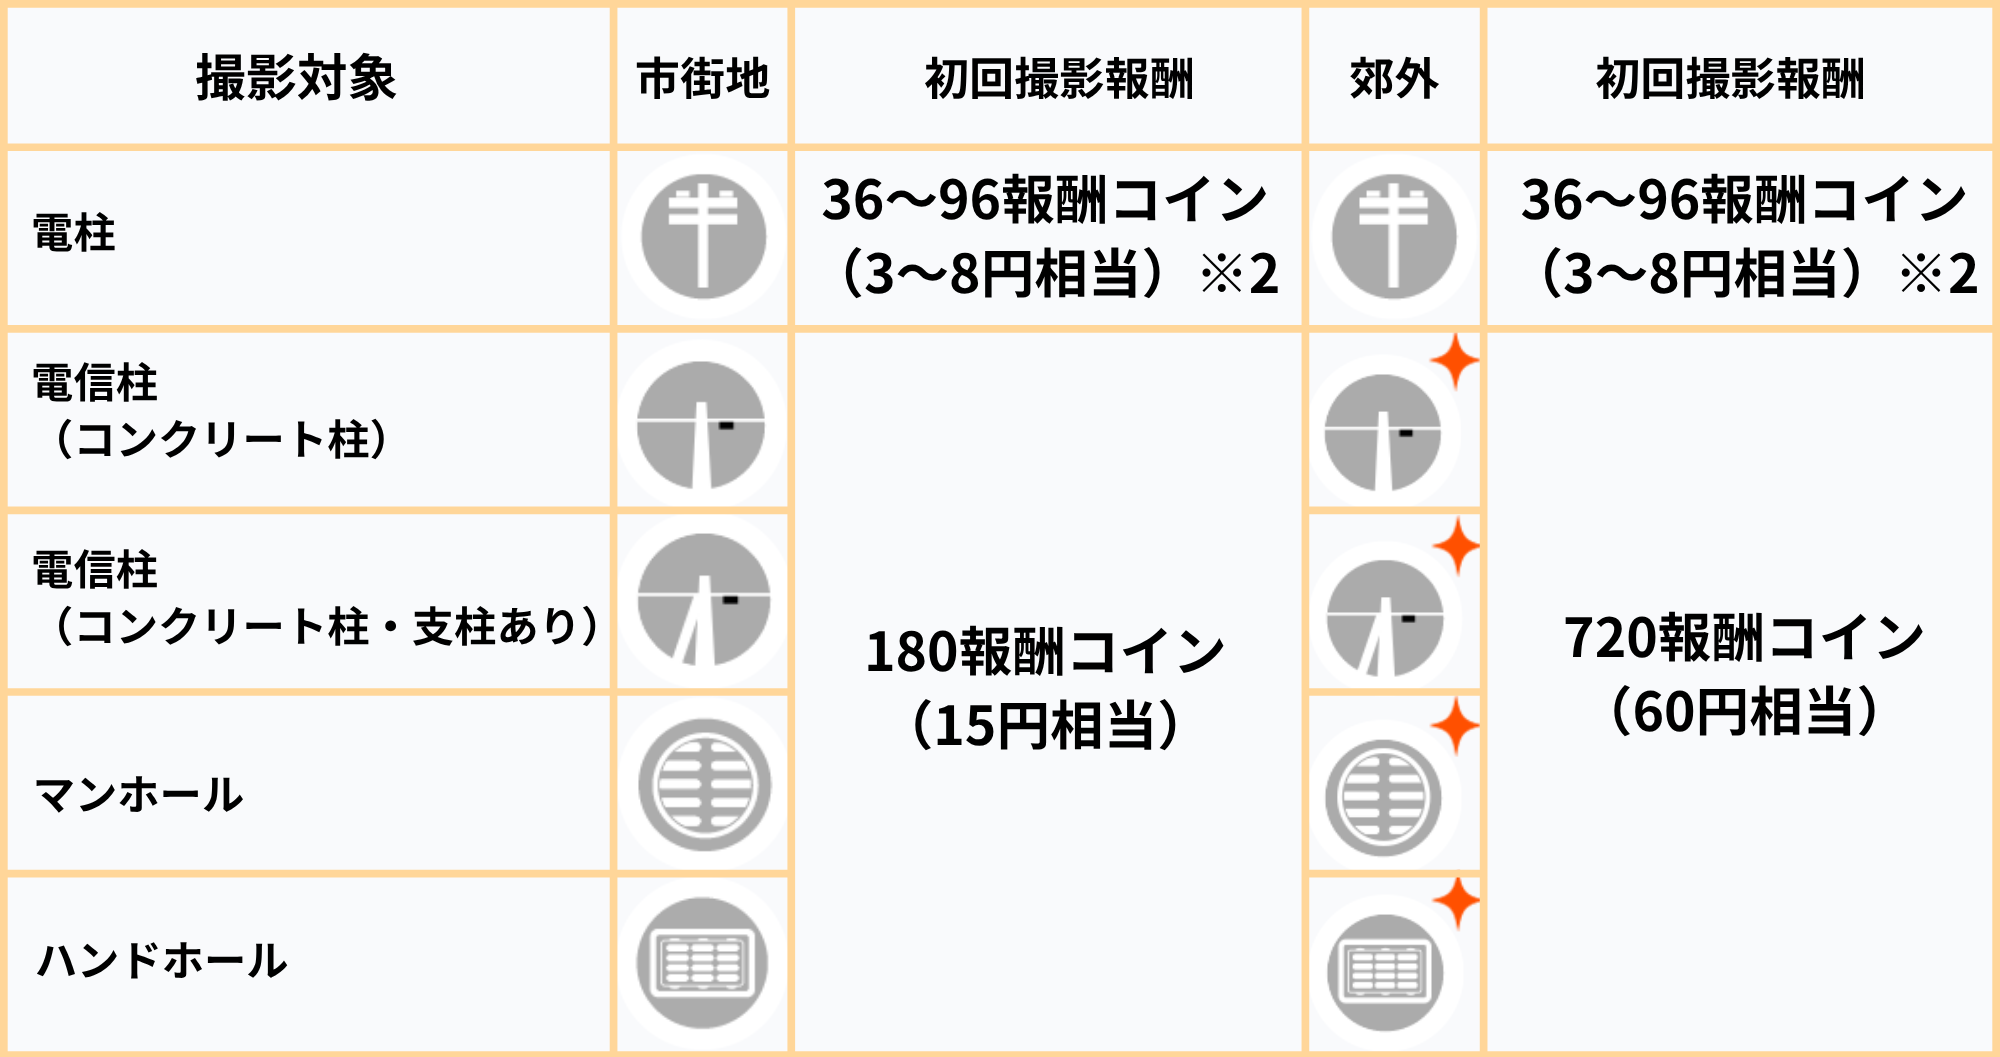 撮影対象
市街地
初回撮影報酬
郊外
初回撮影報酬
電柱
36〜96報酬コイン
（3〜8円相当）※2
36〜96報酬コイン
（3〜8円相当）※2
電信柱
（コンクリート柱）
電信柱
（コンクリート柱・支柱あり）
マンホール
ハンドホール
180報酬コイン
（15円相当）
720報酬コイン
（60円相当）